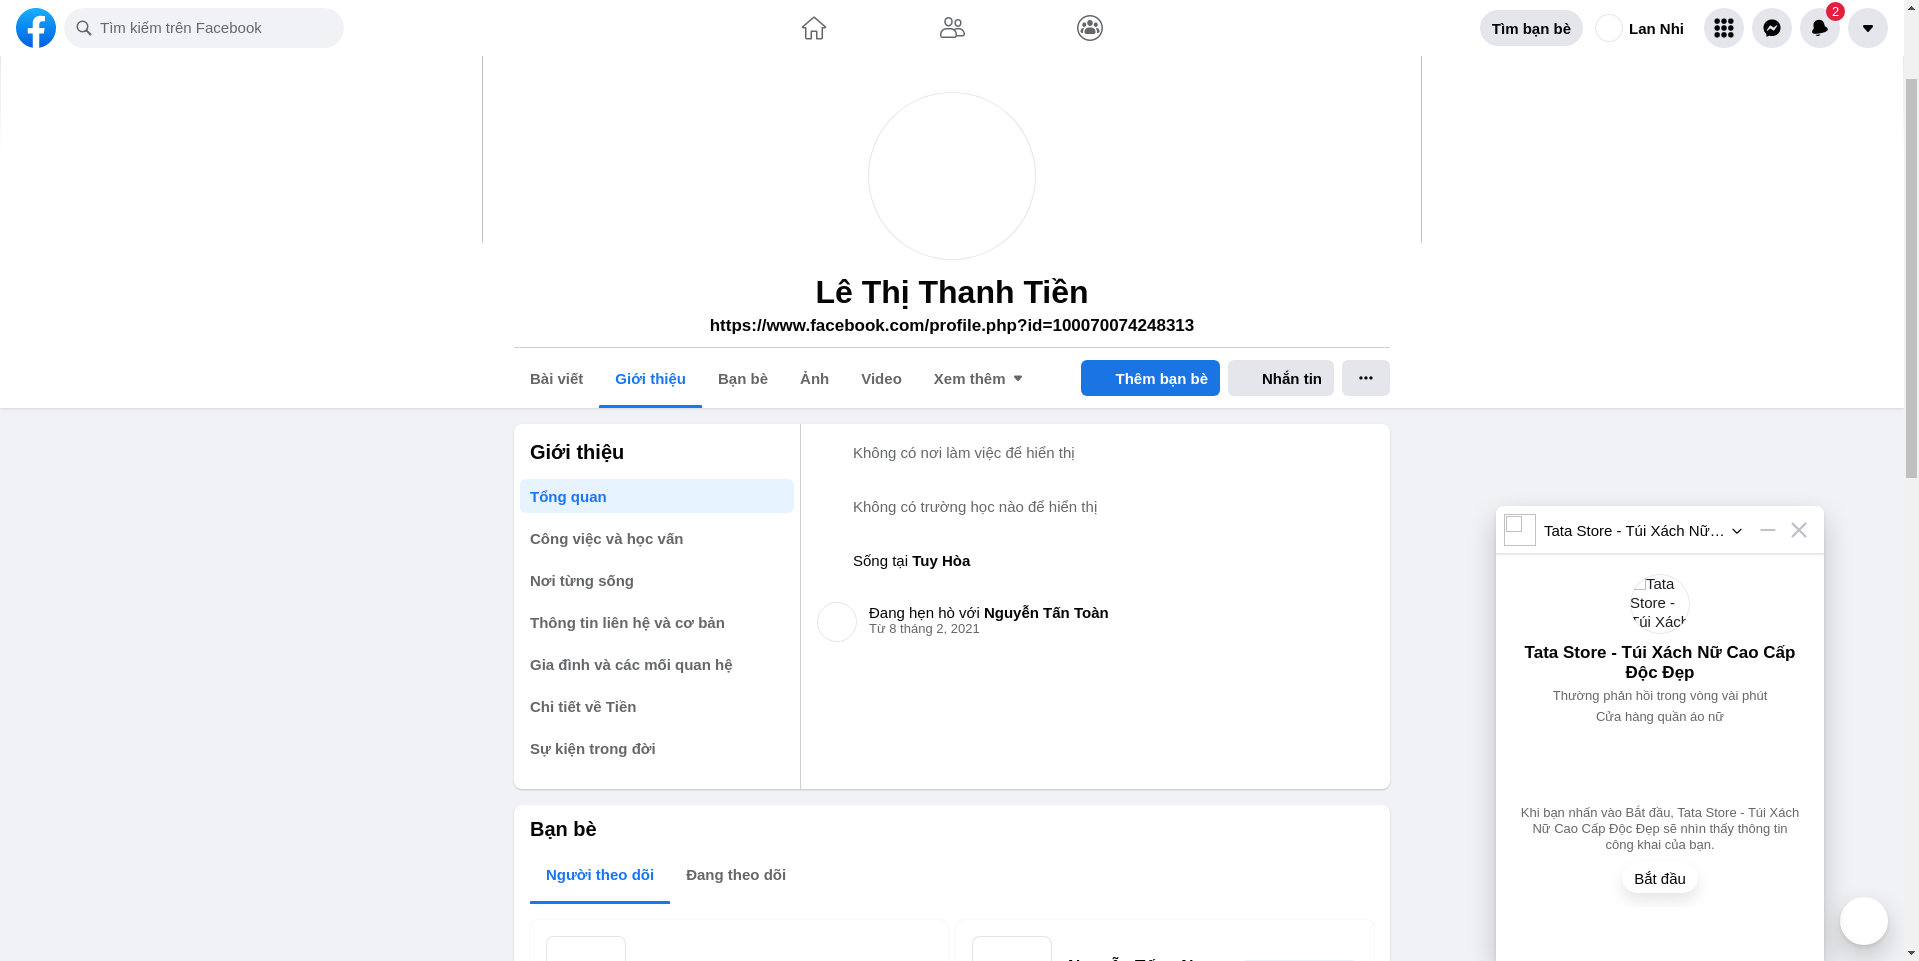 Tìm kiếm trên Facebook
Tìm bạn bè
Lan Nhi
2
Lê Thị Thanh Tiền
https://www.facebook.com/profile.php?id=100070074248313
Bài viết
Giới thiệu
Bạn bè
Ảnh
Video
Xem thêm
Thêm bạn bè
Nhắn tin
Giới thiệu
Tổng quan
Công việc và học vấn
Nơi từng sống
Thông tin liên hệ và cơ bản
Gia đình và các mối quan hệ
Chi tiết về Tiền
Sự kiện trong đời
Không có nơi làm việc để hiển thị
Không có trường học nào để hiển thị
Sống tại Tuy Hòa
Đang hẹn hò với Nguyễn Tấn Toàn
Từ 8 tháng 2, 2021
Bạn bè
Người theo dõi
Đang theo dõi
Tata Store - Túi Xách Nữ…
Tata
Store -
Túi Xách
Tata Store - Túi Xách Nữ Cao Cấp
Độc Đẹp
Thường phản hồi trong vòng vài phút
Cửa hàng quần áo nữ
Khi bạn nhấn vào Bắt đầu, Tata Store - Túi Xách
Nữ Cao Cấp Độc Đẹp sẽ nhìn thấy thông tin
công khai của bạn.
Bắt đầu